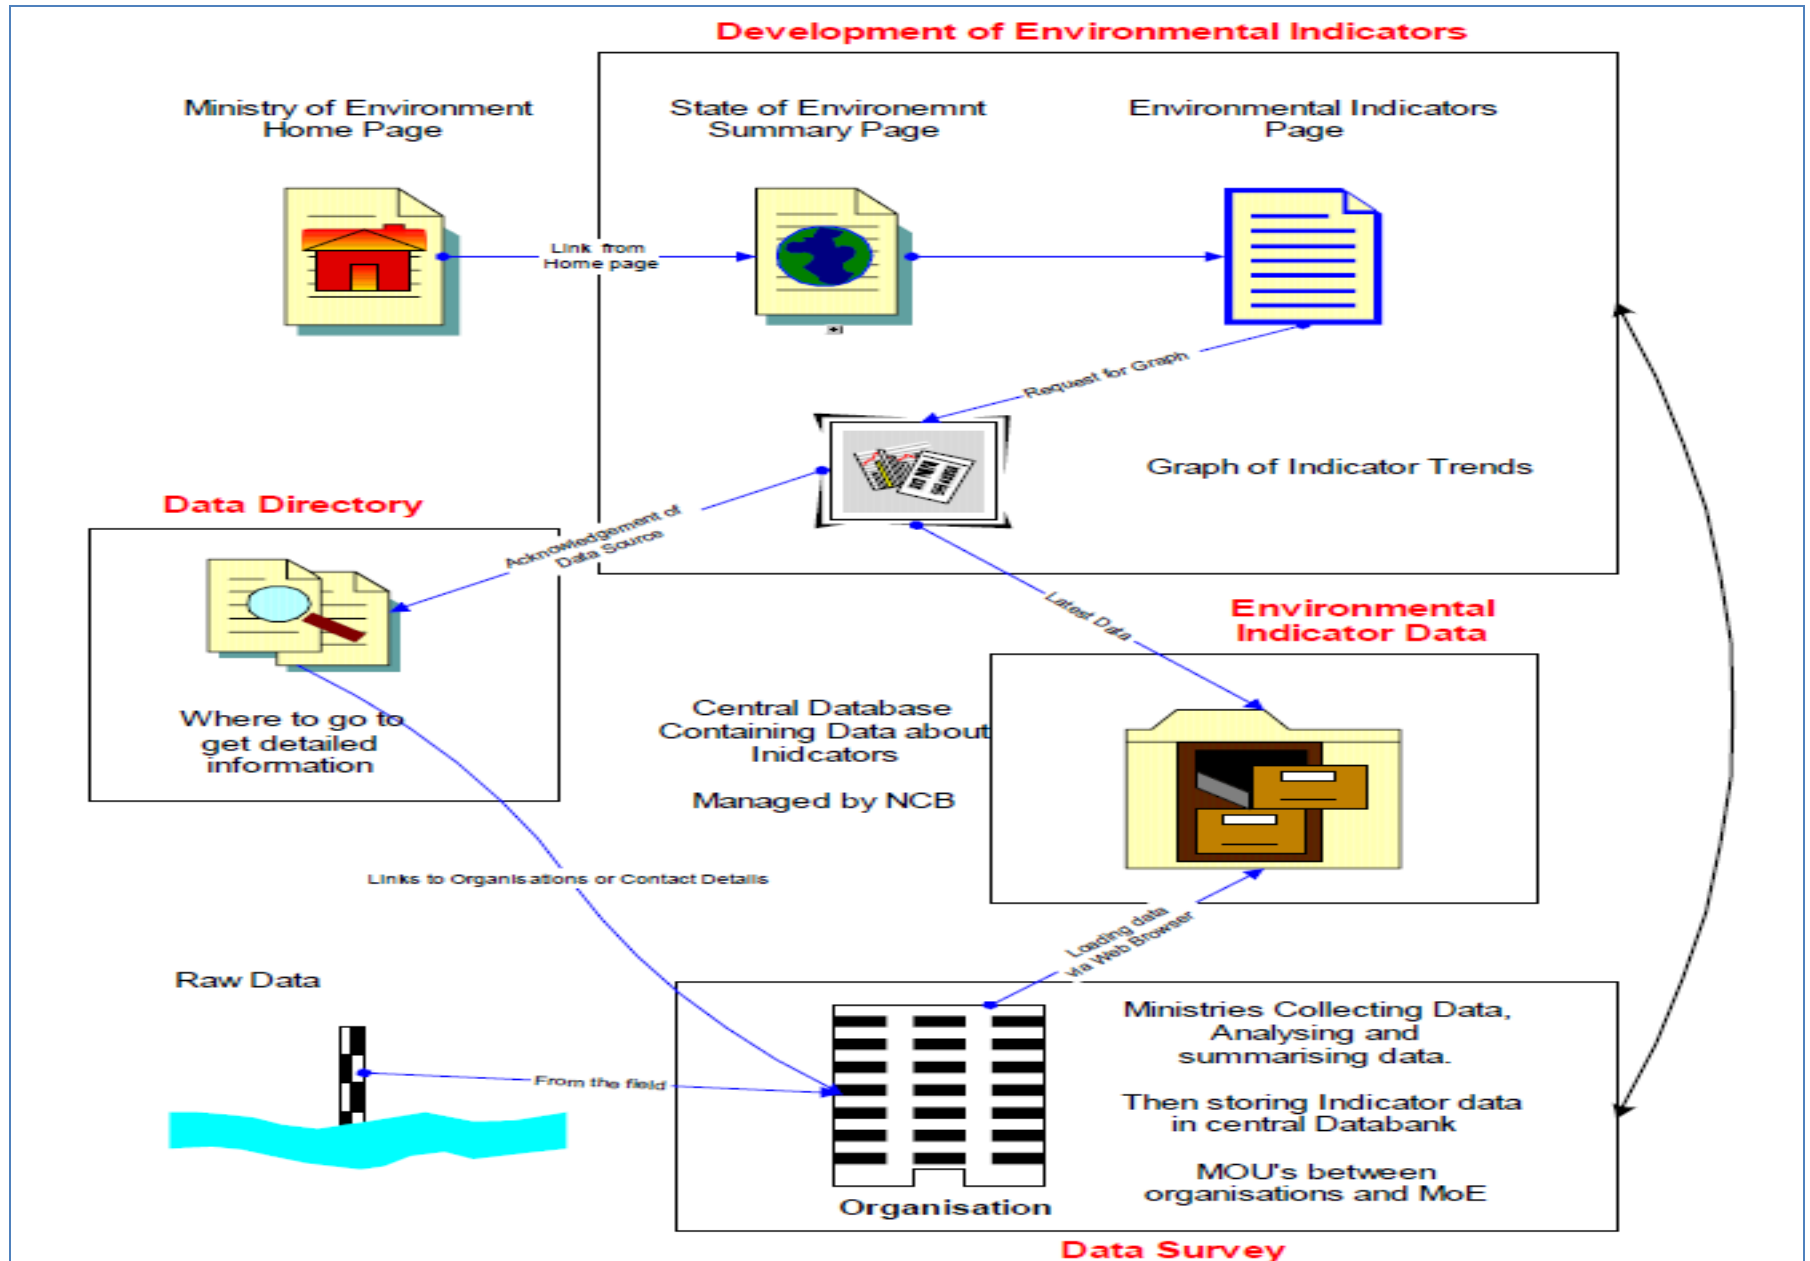 Development of Environmental Indicators
Ministry of Environment
Home Page
State of Environemnt
Summary Page
Environmental Indicators
Page
Link from
Home page
Request for Graph
Graph of Indicator Trends
Data Directory
Acknowledgement of
Data Source
Where to go to
get detailed
information
Latest Data
Environmental
Indicator Data
Central Database
Containing Data about
Inidcators
Managed by NCB
Links to Organisations or Contact Details
Loading data
via Web Browser
Raw Data
From the field
Organisation
Ministries Collecting Data,
Analysing and
summarising data.
Then storing Indicator data
in central Databank
MOU's between
organisations and MoE
Data Survey